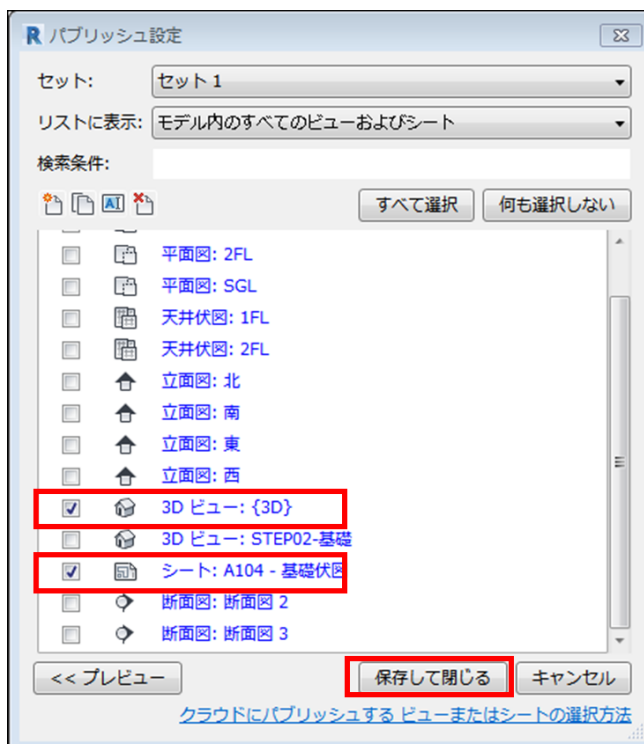 R パブリッシュ設定
セット: セット 1
リストに表示: モデル内のすべてのビューおよびシート
検索条件:
AI すべて選択 何も選択しない
平面図: 2FL
平面図: SGL
天井伏図: 1FL
天井伏図: 2FL
立面図: 北
立面図: 南
立面図: 東
立面図: 西
3D ビュー: {3D}
3D ビュー: STEP02-基礎
シート: A104 - 基礎伏図
断面図: 断面図 2
断面図: 断面図 3
<< プレビュー 保存して閉じる キャンセル
クラウドにパブリッシュする ビューまたはシートの選択方法